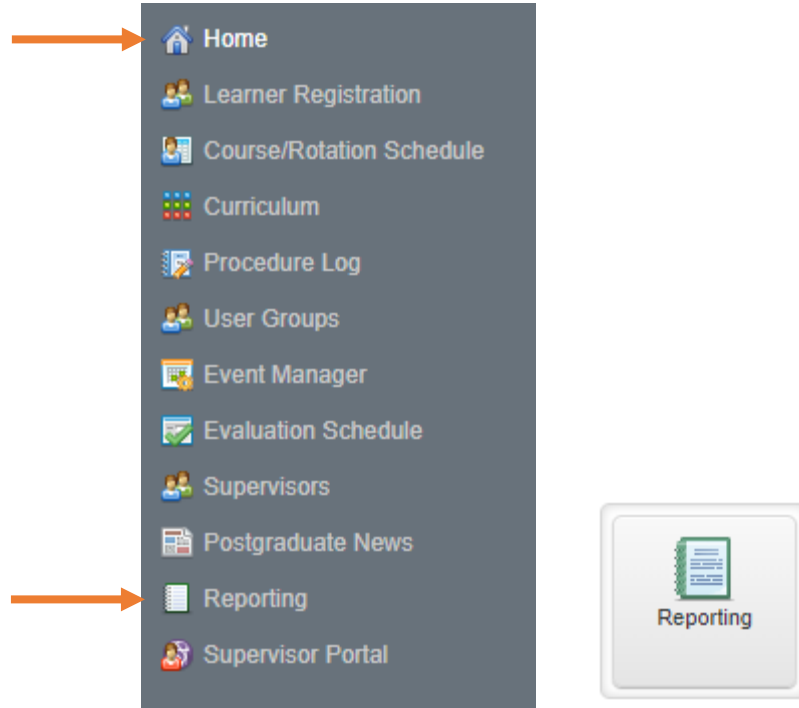 Home
Learner Registration
Course/Rotation Schedule
Curriculum
Procedure Log
User Groups
Event Manager
Evaluation Schedule
Supervisors
Postgraduate News
Reporting
Supervisor Portal
Reporting